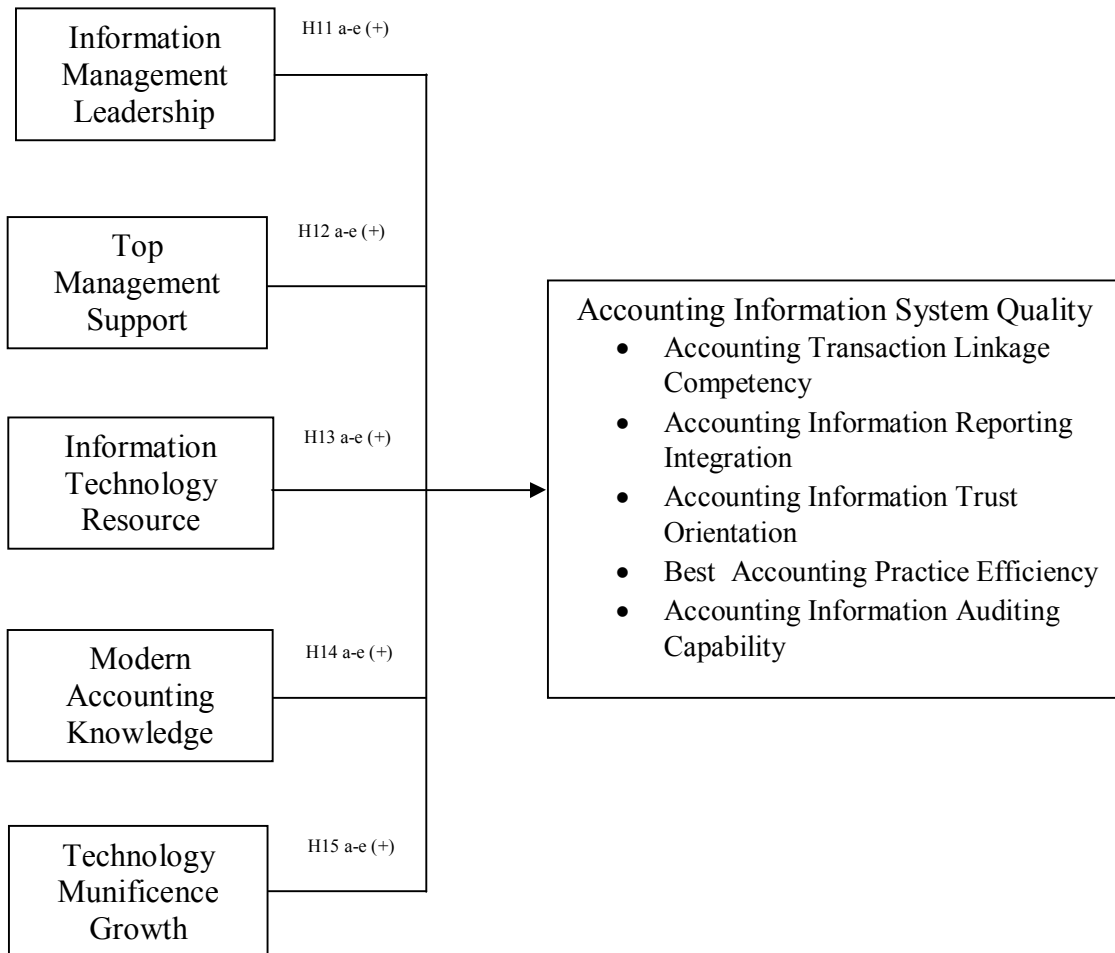 Information
Management
Leadership
H11 a-e (+)
Top
Management
Support
H12 a-e (+)
Information
Technology
Resource
H13 a-e (+)
Modern
Accounting
Knowledge
H14 a-e (+)
Technology
Munificence
Growth
H15 a-e (+)
Accounting Information System Quality
• Accounting Transaction Linkage
Competency
• Accounting Information Reporting
Integration
• Accounting Information Trust
Orientation
• Best Accounting Practice Efficiency
• Accounting Information Auditing
Capability